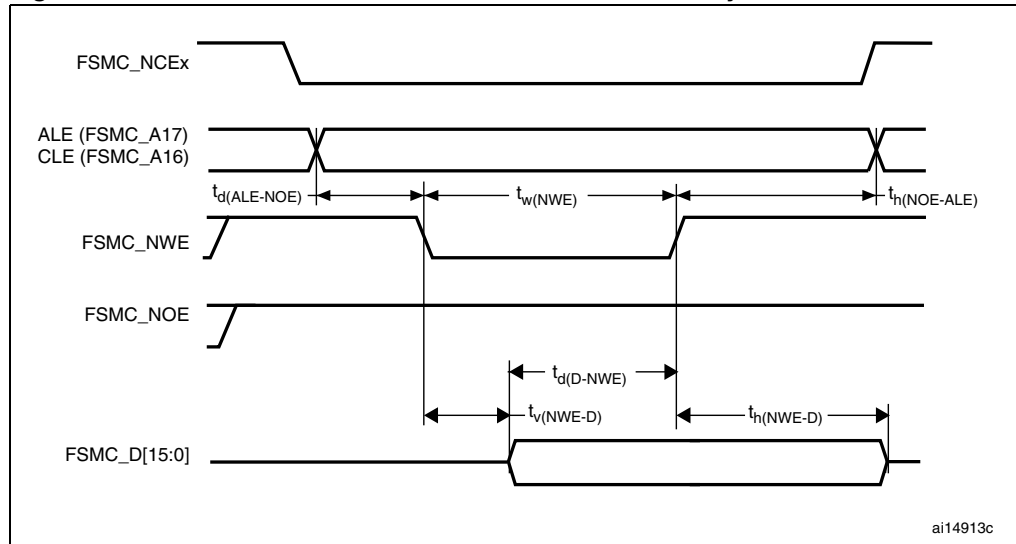 FSMC_NCEx
ALE (FSMC_A17)
CLE (FSMC_A16)
td(ALE-NOE)
tw(NWE)
th(NOE-ALE)
FSMC_NWE
FSMC_NOE
td(D-NWE)
tv(NWE-D)
th(NWE-D)
FSMC_D[15:0]
ai14913c